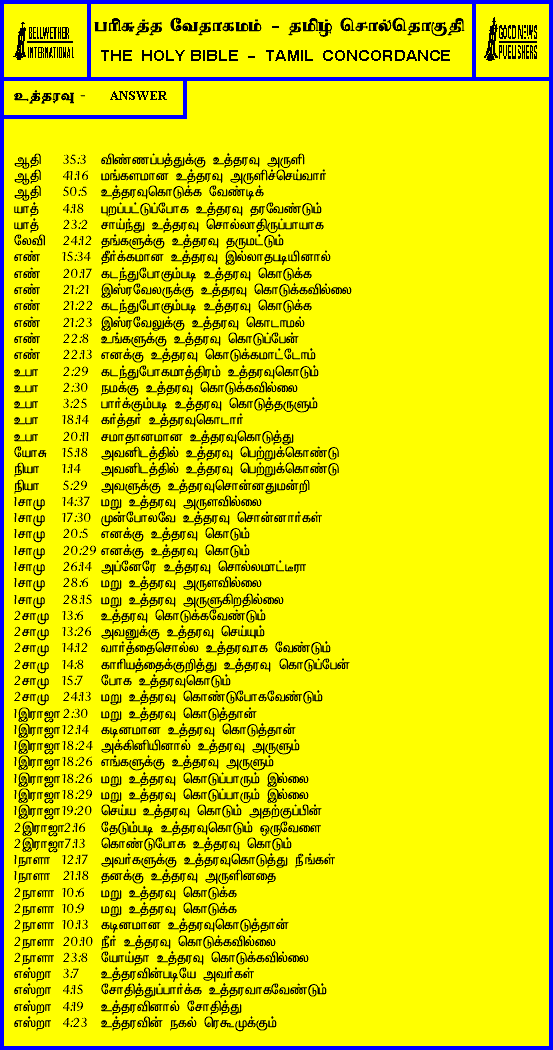 BELLWETHER
INTERNATIONAL
பரிசுத்த வேதாகமம் – தமிழ் சொல்தொகுதி
THE HOLY BIBLE – TAMIL CONCORDANCE
GOOD NEWS
PUBLISHERS
உத்தரவு - ANSWER
ஆதி 35:3 விண்ணப்பத்துக்கு உத்தரவு அருளி
ஆதி 41:16 மங்களமான உத்தரவு அருளிச்செய்வார்
ஆதி 50:5 உத்தரவுகொடுக்க வேண்டிக்
யாத் 4:18 புறப்பட்டுப்போக உத்தரவு தரவேண்டும்
யாத் 23:2 சாய்ந்து உத்தரவு சொல்லாதிருப்பாயாக
லேவி 24:12 தங்களுக்கு உத்தரவு தருமட்டும்
எண் 15:34 தீர்க்கமான உத்தரவு இல்லாதபடியினால்
எண் 20:17 கடந்துபோகும்படி உத்தரவு கொடுக்க
எண் 21:21 இஸ்ரவேலருக்கு உத்தரவு கொடுக்கவில்லை
எண் 21:22 கடந்துபோகும்படி உத்தரவு கொடுக்க
எண் 21:23 இஸ்ரவேலுக்கு உத்தரவு கொடாமல்
எண் 22:8 உங்களுக்கு உத்தரவு கொடுப்பேன்
எண் 22:13 எனக்கு உத்தரவு கொடுக்கமாட்டோம்
உபா 2:29 கடந்துபோகமாத்திரம் உத்தரவுகொடும்
உபா 2:30 நமக்கு உத்தரவு கொடுக்கவில்லை
உபா 3:25 பார்க்கும்படி உத்தரவு கொடுத்தருளும்
உபா 18:14 கர்த்தர் உத்தரவுகொடார்
உபா 20:11 சமாதானமான உத்தரவுகொடுத்து
யோசு 15:18 அவனிடத்தில் உத்தரவு பெற்றுக்கொண்டு
நியா 1:14 அவனிடத்தில் உத்தரவு பெற்றுக்கொண்டு
நியா 5:29 அவளுக்கு உத்தரவுசொன்னதுமன்றி
1சாமு 14:37 மறு உத்தரவு அருளவில்லை
1சாமு 17:30 முன்போலவே உத்தரவு சொன்னார்கள்
1சாமு 20:5 எனக்கு உத்தரவு கொடும்
1சாமு 20:29 எனக்கு உத்தரவு கொடும்
1சாமு 26:14 அப்னேரே உத்தரவு சொல்லமாட்டீரா
1சாமு 28:6 மறு உத்தரவு அருளவில்லை
1சாமு 28:15 மறு உத்தரவு அருளுகிறதில்லை
2சாமு 13:6 உத்தரவு கொடுக்கவேண்டும்
2சாமு 13:26 அவனுக்கு உத்தரவு செய்யும்
2சாமு 14:12 வார்த்தைசொல்ல உத்தரவாக வேண்டும்
2சாமு 14:8 காரியத்தைக்குறித்து உத்தரவு கொடுப்பேன்
2சாமு 15:7 போக உத்தரவுகொடும்
2சாமு 24:13 மறு உத்தரவு கொண்டுபோகவேண்டும்
1இராஜா 2:30 மறு உத்தரவு கொடுத்தான்
1இராஜா 12:14 கடினமான உத்தரவு கொடுத்தான்
1இராஜா 18:24 அக்கினியினால் உத்தரவு அருளும்
1இராஜா 18:26 எங்களுக்கு உத்தரவு அருளும்
1இராஜா 18:26 மறு உத்தரவு கொடுப்பாரும் இல்லை
1இராஜா 18:29 மறு உத்தரவு கொடுப்பாரும் இல்லை
1இராஜா 19:20 செய்ய உத்தரவு கொடும் அதற்குப்பின்
2இராஜா 2:16 தேடும்படி உத்தரவுகொடும் ஒருவேளை
2இராஜா 7:13 கொண்டுபோக உத்தரவு கொடும்
1நாளா 12:17 அவர்களுக்கு உத்தரவுகொடுத்து நீங்கள்
1நாளா 21:18 தனக்கு உத்தரவு அருளினதை
2நாளா 10:6 மறு உத்தரவு கொடுக்க
2நாளா 10:9 மறு உத்தரவு கொடுக்க
2நாளா 10:13 கடினமான உத்தரவுகொடுத்தான்
2நாளா 20:10 நீர் உத்தரவு கொடுக்கவில்லை
2நாளா 23:8 யோய்தா உத்தரவு கொடுக்கவில்லை
எஸ்றா 3:7 உத்தரவின்படியே அவர்கள்
எஸ்றா 4:15 சோதித்துப்பார்க்க உத்தரவாகவேண்டும்
எஸ்றா 4:19 உத்தரவினால் சோதித்து
எஸ்றா 4:23 உத்தரவின் நகல் ரெகூமுக்கும்